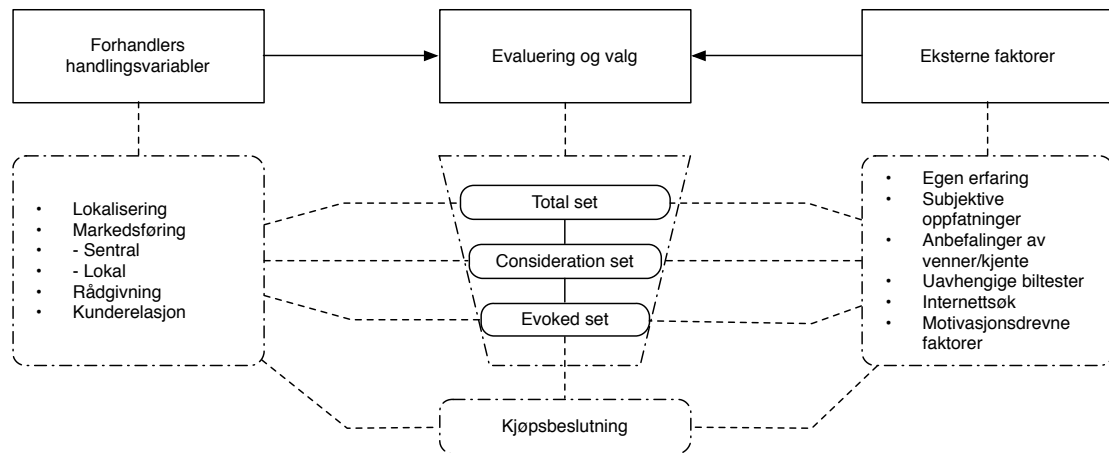 Forhandlers
handlingsvariabler
Evaluering og valg
Eksterne faktorer
• Lokalisering
• Markedsføring
• - Sentral
• - Lokal
• Rådgivning
• Kunderelasjon
Total set
Consideration set
Evoked set
• Egen erfaring
• Subjektive
oppfatninger
• Anbefalinger av
venner/kjente
• Uavhengige biltester
• Internettsøk
• Motivasjonsdrevne
faktorer
Kjøpsbeslutning